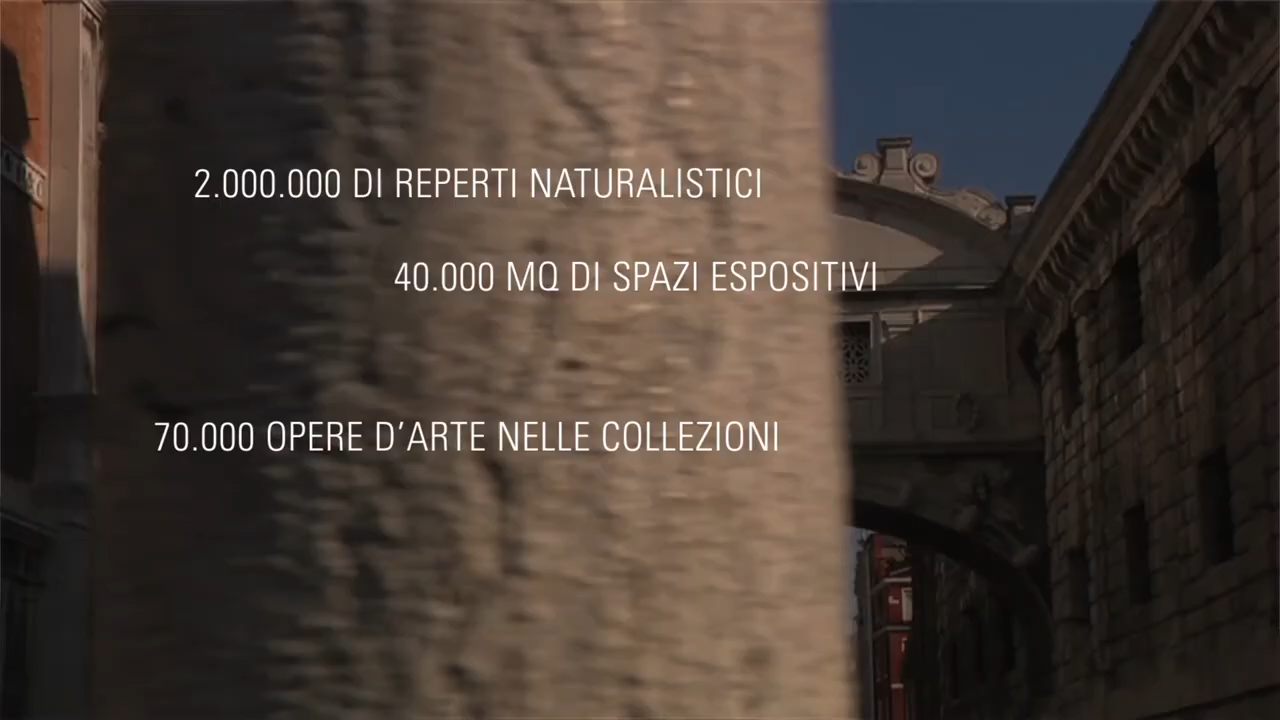 2.000.000 DI REPERTI NATURALISTICI
40.000 MQ DI SPAZI ESPOSITIVI
70.000 OPERE D’ARTE NELLE COLLEZIONI